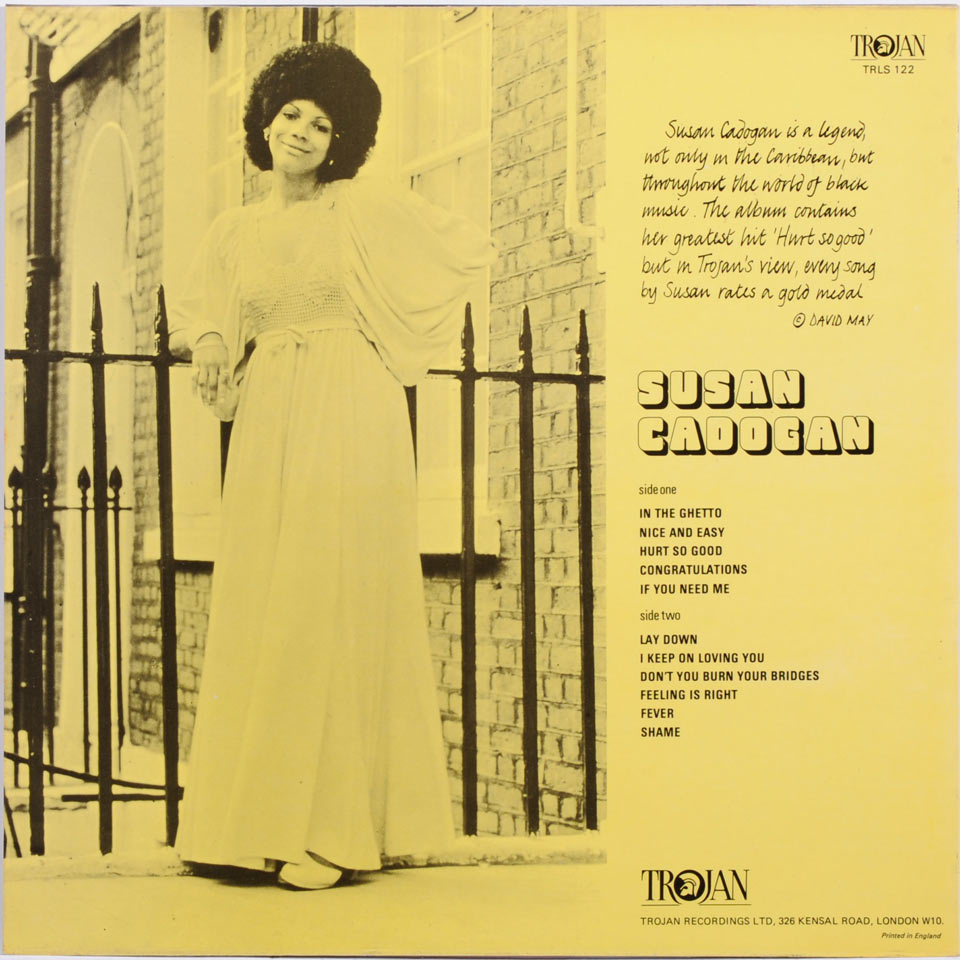 TROJAN
TRLS 122
Susan Cadogan is a legend,
not only in the Caribbean, but
throughout the world of black
music. The album contains
her greatest hit 'Hurt so good'
but in Trojan's view, every song
by Susan rates a gold medal
© DAVID MAY
SUSAN
CADOGAN
side one
IN THE GHETTO
NICE AND EASY
HURT SO GOOD
CONGRATULATIONS
IF YOU NEED ME
side two
LAY DOWN
I KEEP ON LOVING YOU
DON'T YOU BURN YOUR BRIDGES
FEELING IS RIGHT
FEVER
SHAME
TROJAN
TROJAN RECORDINGS LTD, 326 KENSAL ROAD, LONDON W10.
Printed in England